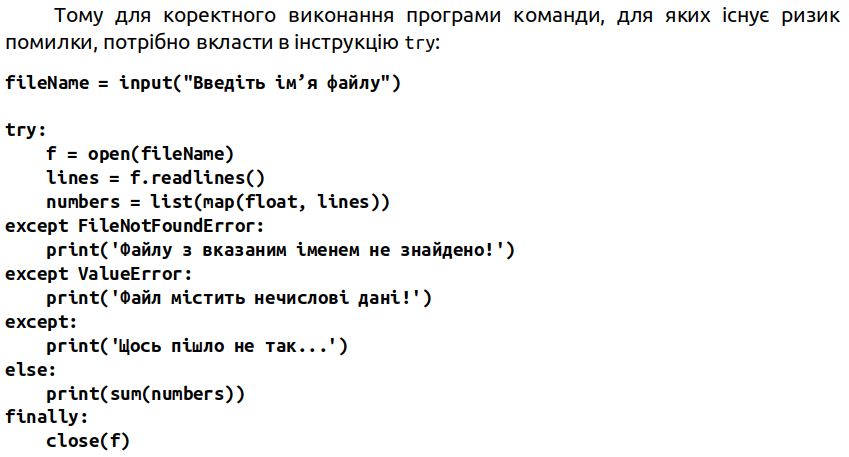 Тому для коректного виконання програми команди, для яких існує ризик
помилки, потрібно вкласти в інструкцію try:
fileName = input("Введіть ім’я файлу")
try:
    f = open(fileName)
    lines = f.readlines()
    numbers = list(map(float, lines))
except FileNotFoundError:
    print('Файлу з вказаним іменем не знайдено!')
except ValueError:
    print('Файл містить нечислові дані!')
except:
    print('Щось пішло не так...')
else:
    print(sum(numbers))
finally:
    close(f)